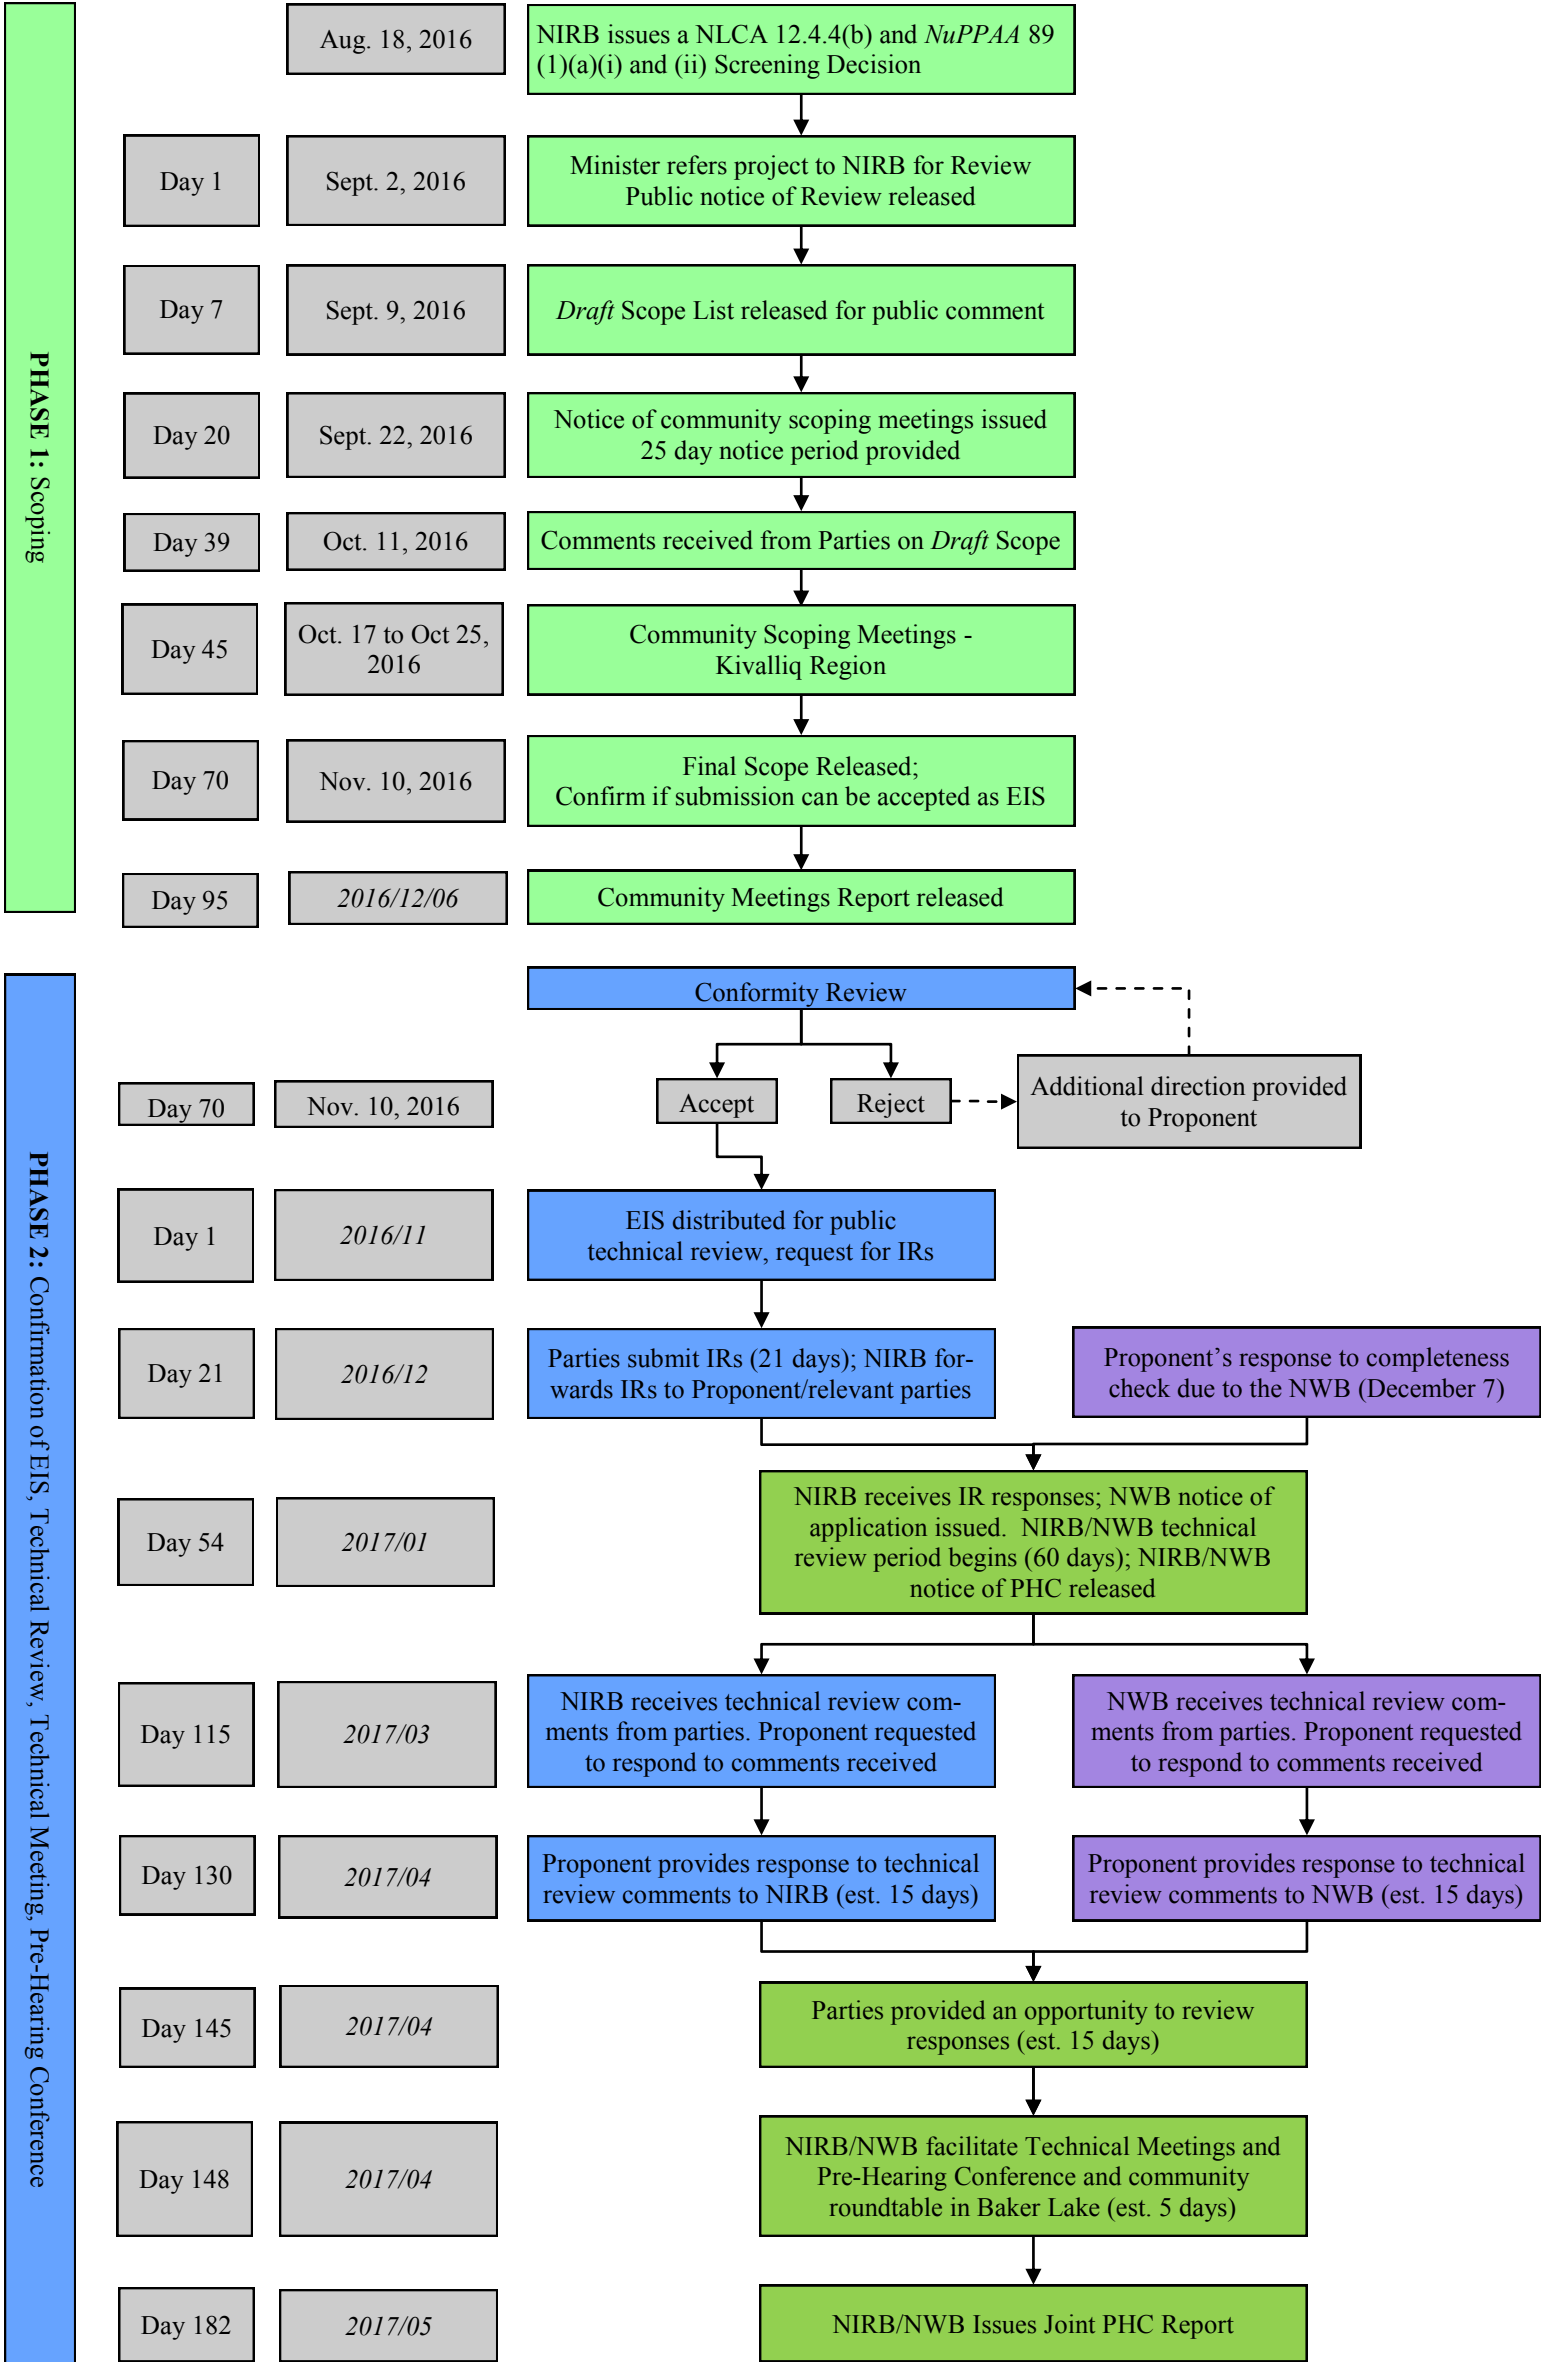 PHASE 1: Scoping
Aug. 18, 2016
NIRB issues a NLCA 12.4.4(b) and NuPPAA 89
(1)(a)(i) and (ii) Screening Decision
Day 1
Sept. 2, 2016
Minister refers project to NIRB for Review
Public notice of Review released
Day 7
Sept. 9, 2016
Draft Scope List released for public comment
Day 20
Sept. 22, 2016
Notice of community scoping meetings issued
25 day notice period provided
Day 39
Oct. 11, 2016
Comments received from Parties on Draft Scope
Day 45
Oct. 17 to Oct 25,
2016
Community Scoping Meetings -
Kivalliq Region
Day 70
Nov. 10, 2016
Final Scope Released;
Confirm if submission can be accepted as EIS
Day 95
2016/12/06
Community Meetings Report released
PHASE 2: Confirmation of EIS, Technical Review, Technical Meeting, Pre-Hearing Conference
Conformity Review
Day 70
Nov. 10, 2016
Accept
Reject
Additional direction provided
to Proponent
Day 1
2016/11
EIS distributed for public
technical review, request for IRs
Day 21
2016/12
Parties submit IRs (21 days); NIRB for-
wards IRs to Proponent/relevant parties
Proponent’s response to completeness
check due to the NWB (December 7)
Day 54
2017/01
NIRB receives IR responses; NWB notice of
application issued.  NIRB/NWB technical
review period begins (60 days); NIRB/NWB
notice of PHC released
Day 115
2017/03
NIRB receives technical review com-
ments from parties. Proponent requested
to respond to comments received
NWB receives technical review com-
ments from parties. Proponent requested
to respond to comments received
Day 130
2017/04
Proponent provides response to technical
review comments to NIRB (est. 15 days)
Proponent provides response to technical
review comments to NWB (est. 15 days)
Day 145
2017/04
Parties provided an opportunity to review
responses (est. 15 days)
Day 148
2017/04
NIRB/NWB facilitate Technical Meetings and
Pre-Hearing Conference and community
roundtable in Baker Lake (est. 5 days)
Day 182
2017/05
NIRB/NWB Issues Joint PHC Report